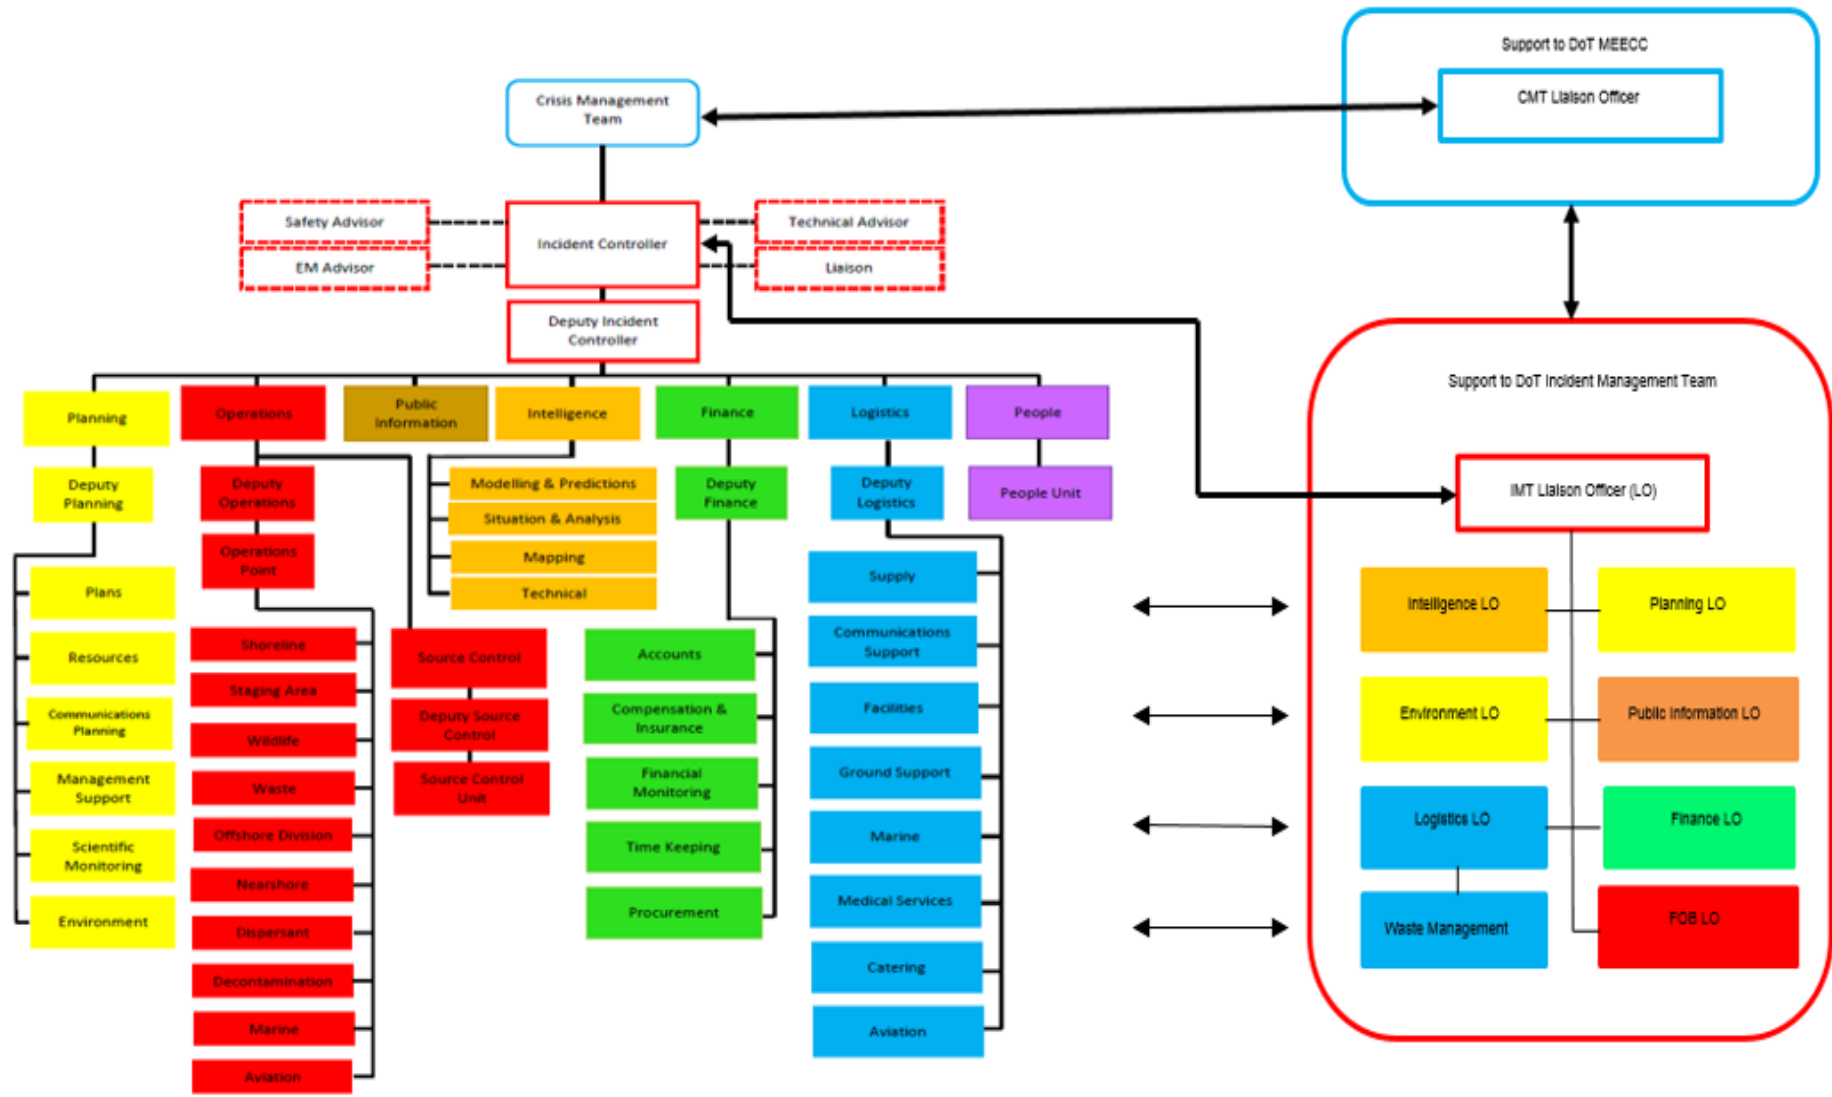 Support to DoT MEECC
CMT Liaison Officer
Crisis Management
Team
Safety Advisor
EM Advisor
Incident Controller
Technical Advisor
Liaison
Deputy Incident
Controller
Planning
Operations
Public
Information
Intelligence
Finance
Logistics
People
Deputy
Planning
Deputy
Operations
Operations
Point
Modelling & Predictions
Situation & Analysis
Mapping
Technical
Deputy
Finance
Deputy
Logistics
People Unit
Plans
Resources
Communications
Planning
Management
Support
Scientific
Monitoring
Environment
Shoreline
Staging Area
Wildlife
Waste
Offshore Division
Nearshore
Dispersant
Decontamination
Marine
Aviation
Source Control
Deputy Source
Control
Source Control
Unit
Accounts
Compensation &
Insurance
Financial
Monitoring
Time Keeping
Procurement
Supply
Communications
Support
Facilities
Ground Support
Marine
Medical Services
Catering
Aviation
Support to DoT Incident Management Team
IMT Liaison Officer (LO)
Intelligence LO
Planning LO
Environment LO
Public Information LO
Logistics LO
Finance LO
Waste Management
FOB LO